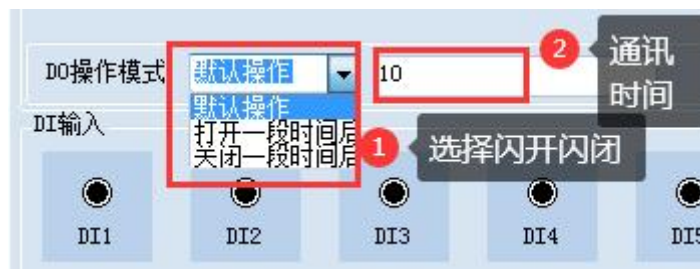 DO操作模式 默认操作 10
2 通讯时间
默认操作
打开一段时间后
关闭一段时间后
1 选择闪开闪闭
DI输入
DI1 DI2 DI3 DI4 DI5